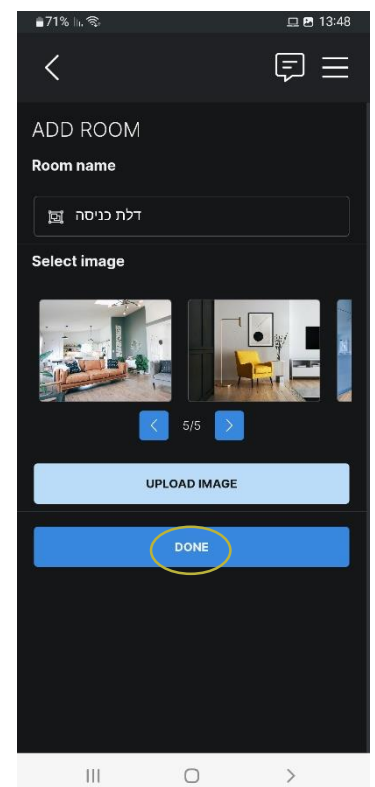 71%
13:48
ADD ROOM
Room name
דלת כניסה
Select image
5/5
UPLOAD IMAGE
DONE